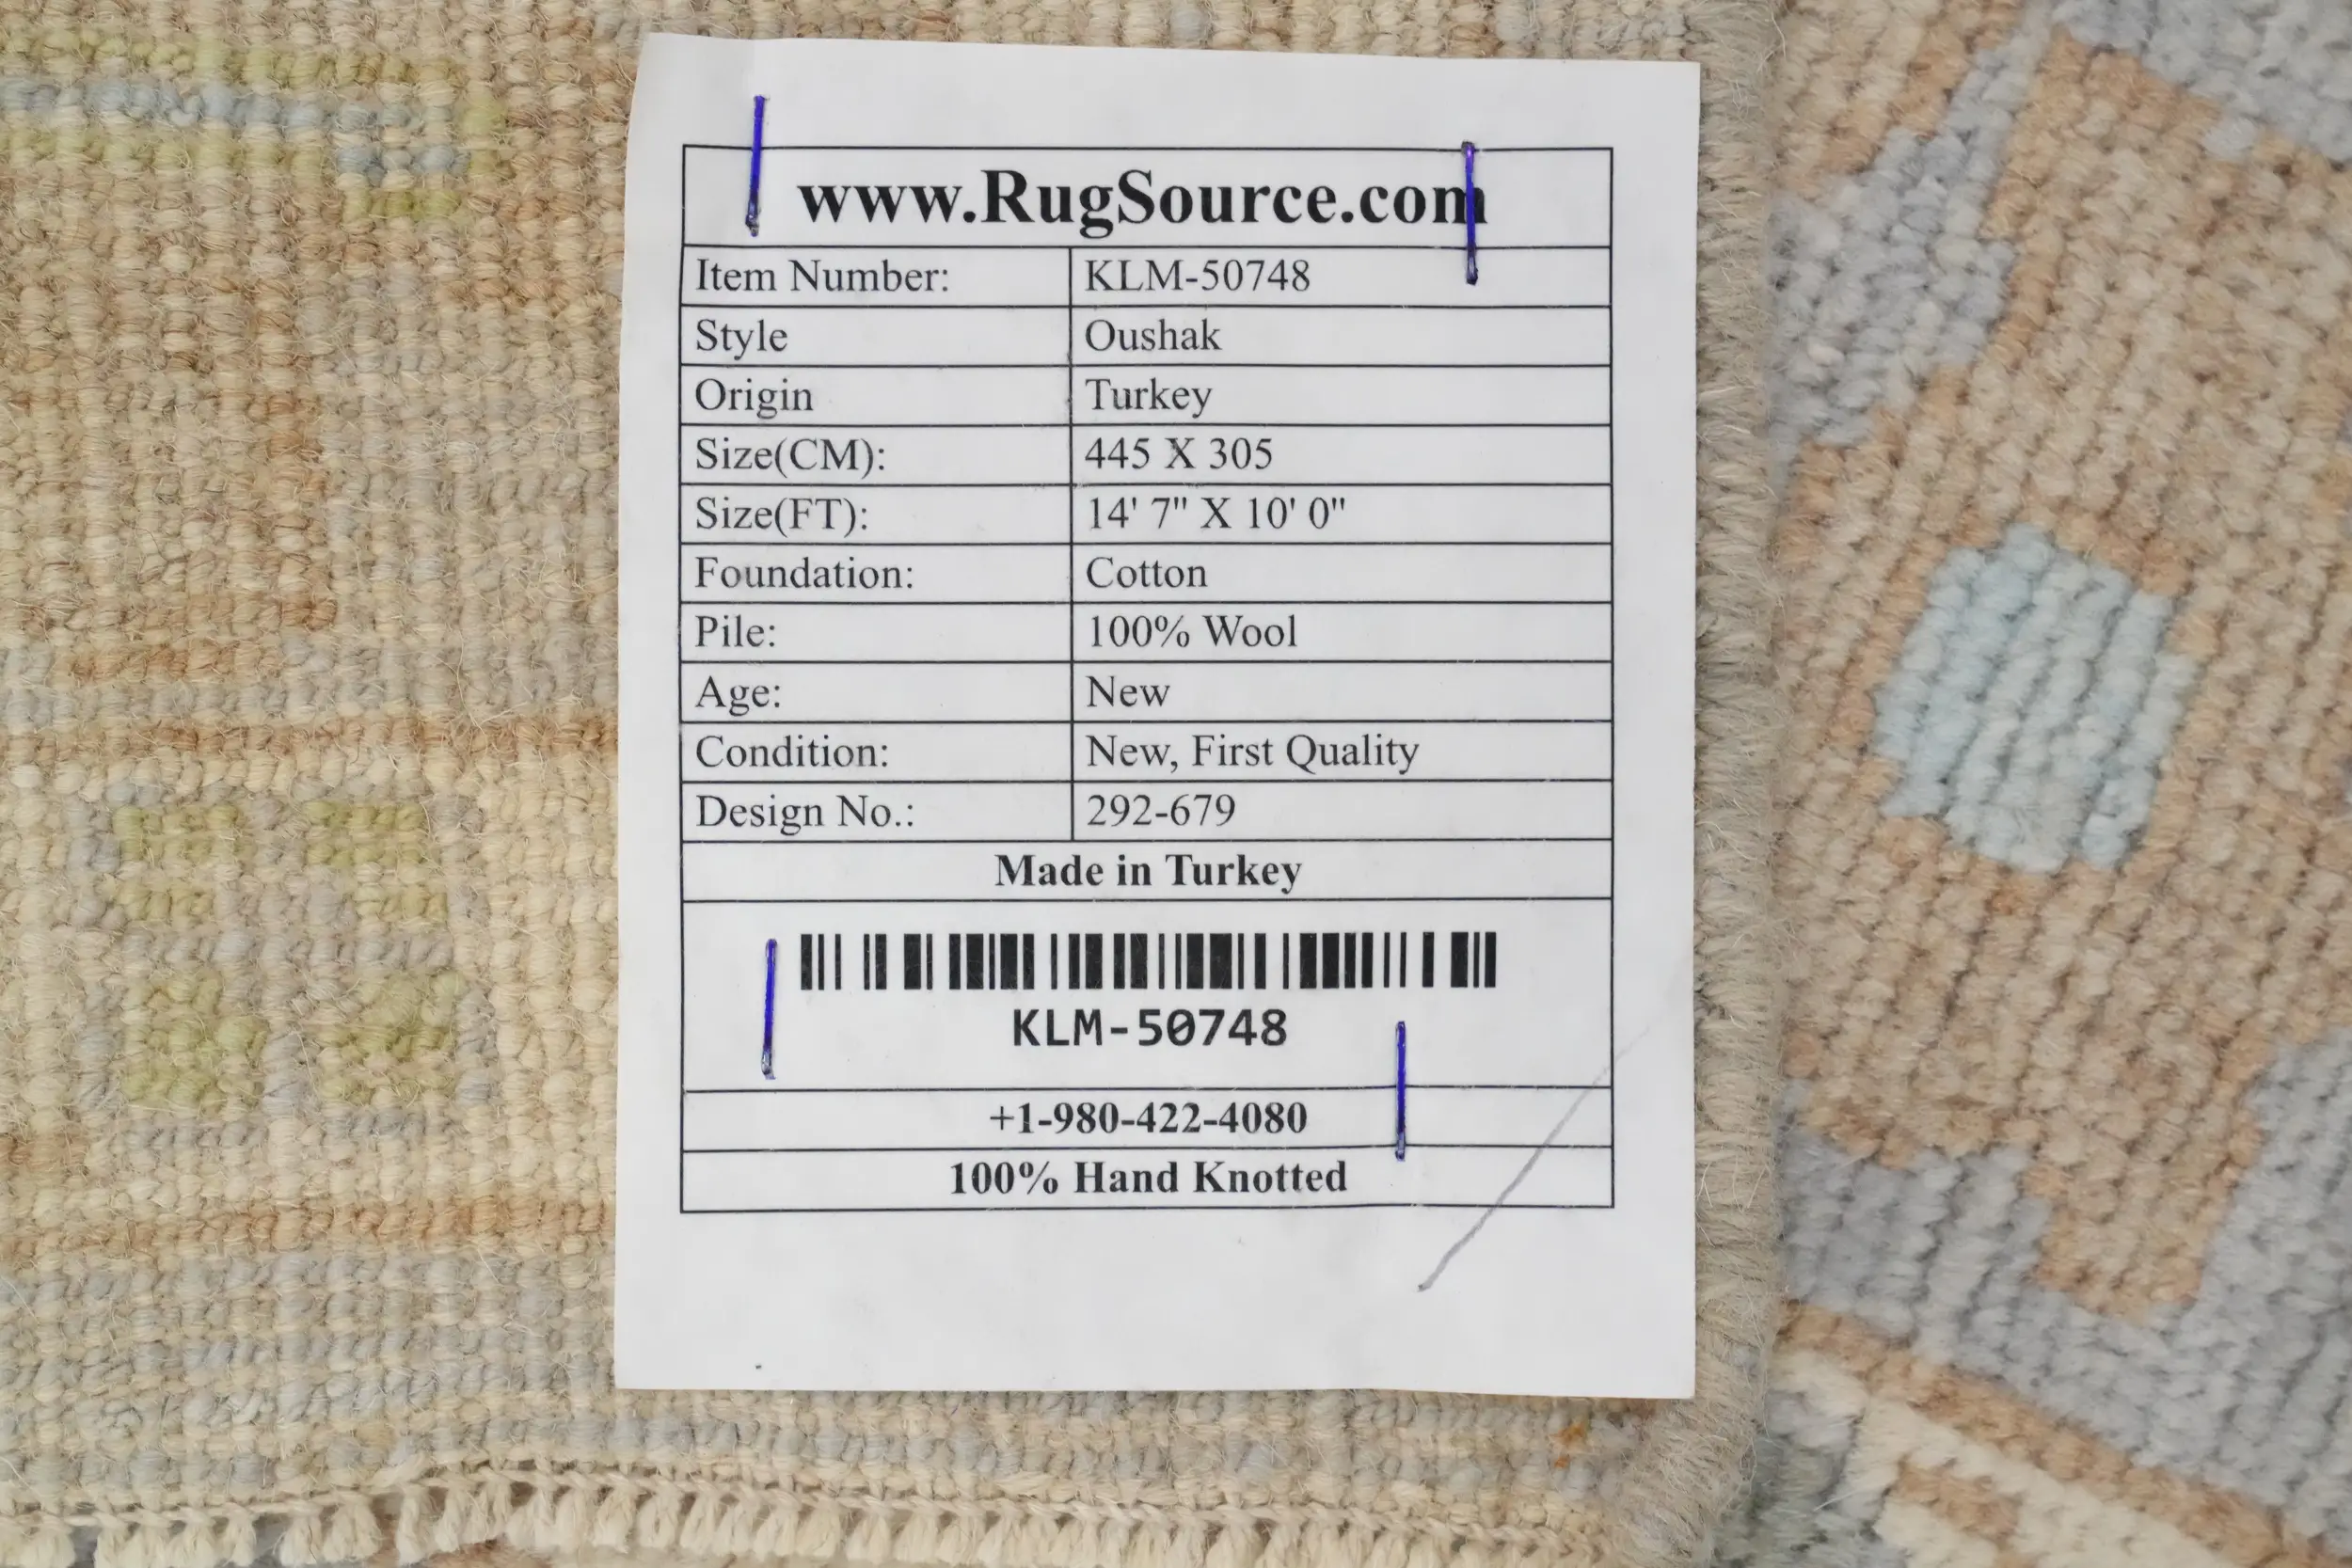 www.RugSource.com
Item Number: KLM-50748
Style Oushak
Origin Turkey
Size(CM): 445 X 305
Size(FT): 14' 7" X 10' 0"
Foundation: Cotton
Pile: 100% Wool
Age: New
Condition: New, First Quality
Design No.: 292-679
Made in Turkey
KLM-50748
+1-980-422-4080
100% Hand Knotted